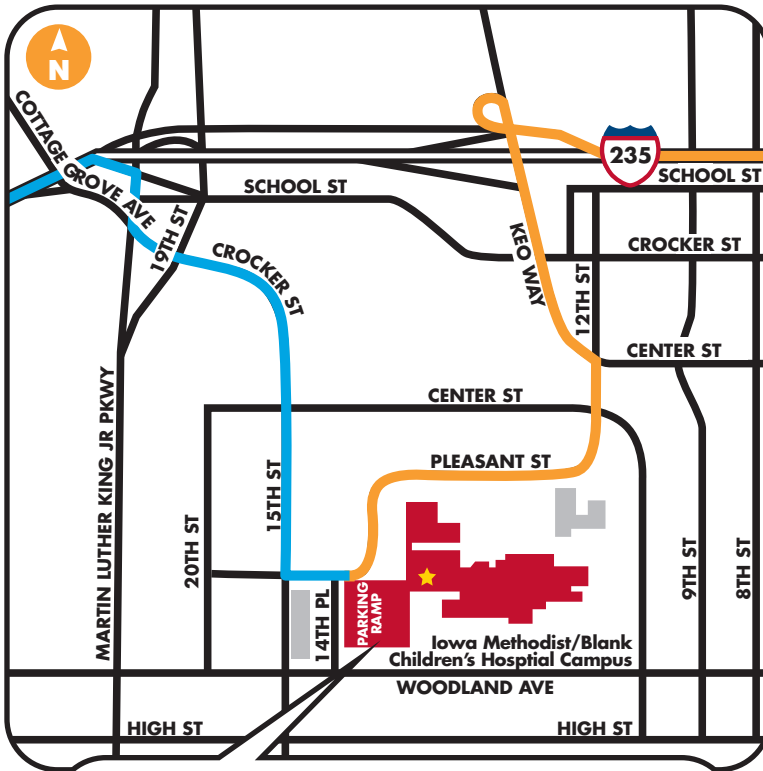 N
COTTAGE GROVE AVE
235
SCHOOL ST
SCHOOL ST
19TH ST
CROCKER ST
KEO WAY
12TH ST
CROCKER ST
CENTER ST
MARTIN LUTHER KING JR PKWY
CENTER ST
PLEASANT ST
15TH ST
20TH ST
9TH ST
8TH ST
14TH PL
PARKING
RAMP
Iowa Methodist/Blank
Children's Hosptial Campus
WOODLAND AVE
HIGH ST
HIGH ST